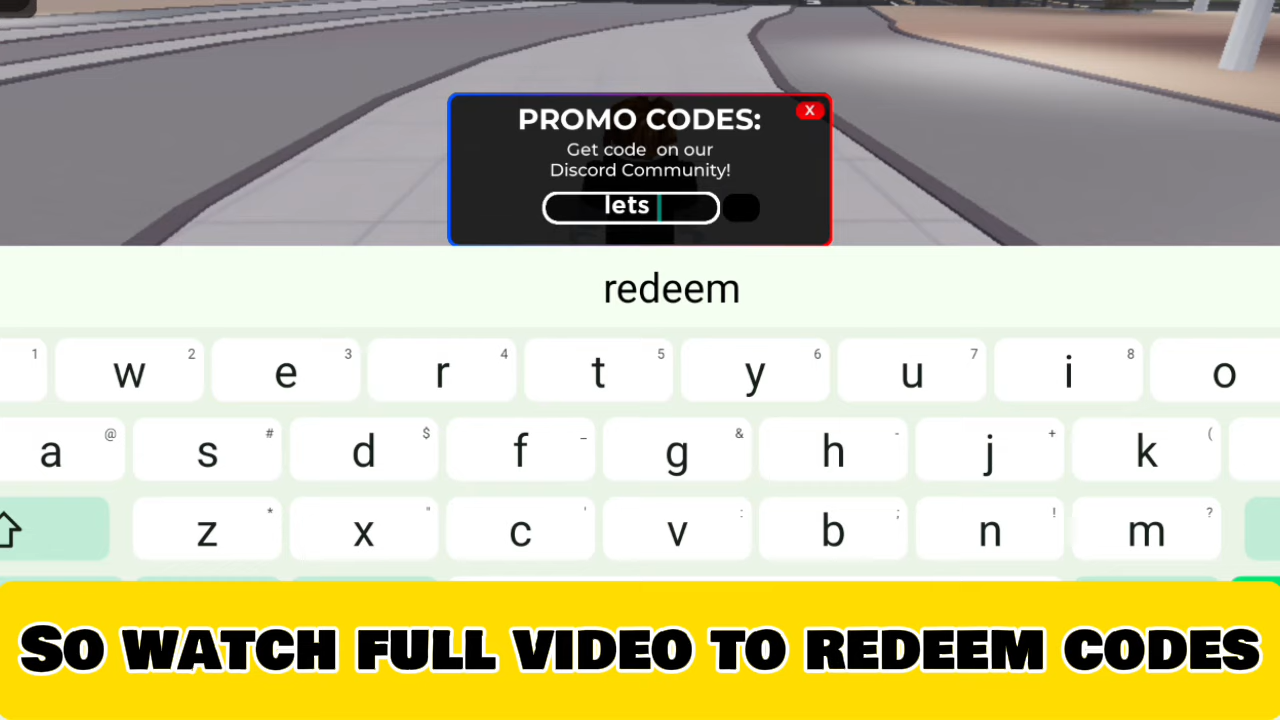 PROMO CODES:
X
Get code on our
Discord Community!
lets
redeem
1 w 2 e 3 r 4 t 5 y 6 u 7 i 8 o
a @ s # d $ f _ g & h - j + k (
z * x " c ' v : b ; n ! m ?
SO WATCH FULL VIDEO TO REDEEM CODES